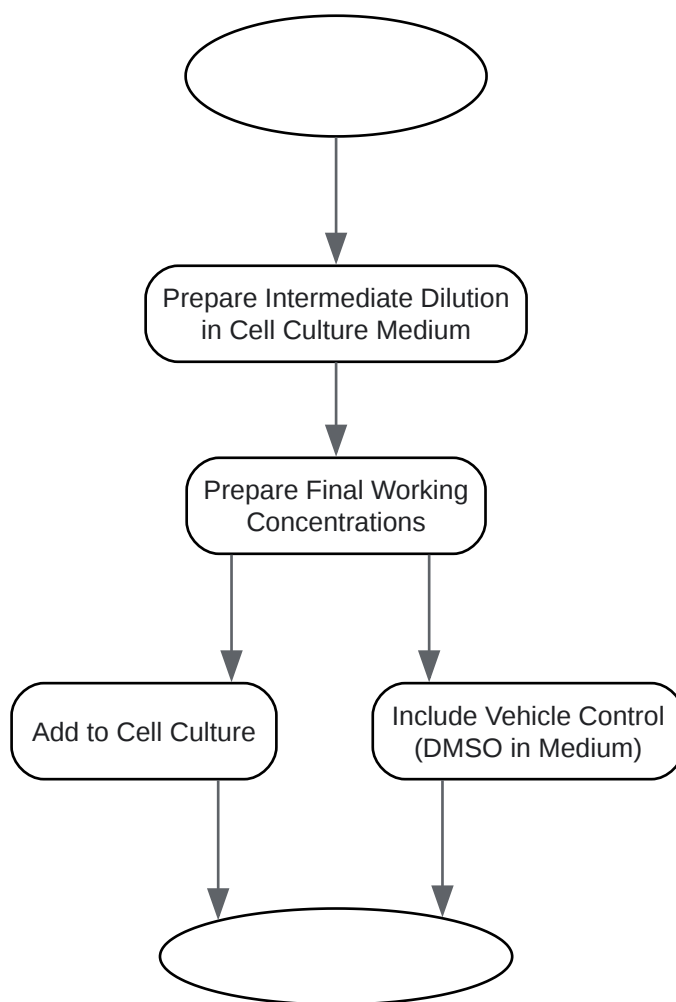 Prepare Intermediate Dilution
in Cell Culture Medium
Prepare Final Working
Concentrations
Add to Cell Culture
Include Vehicle Control
(DMSO in Medium)